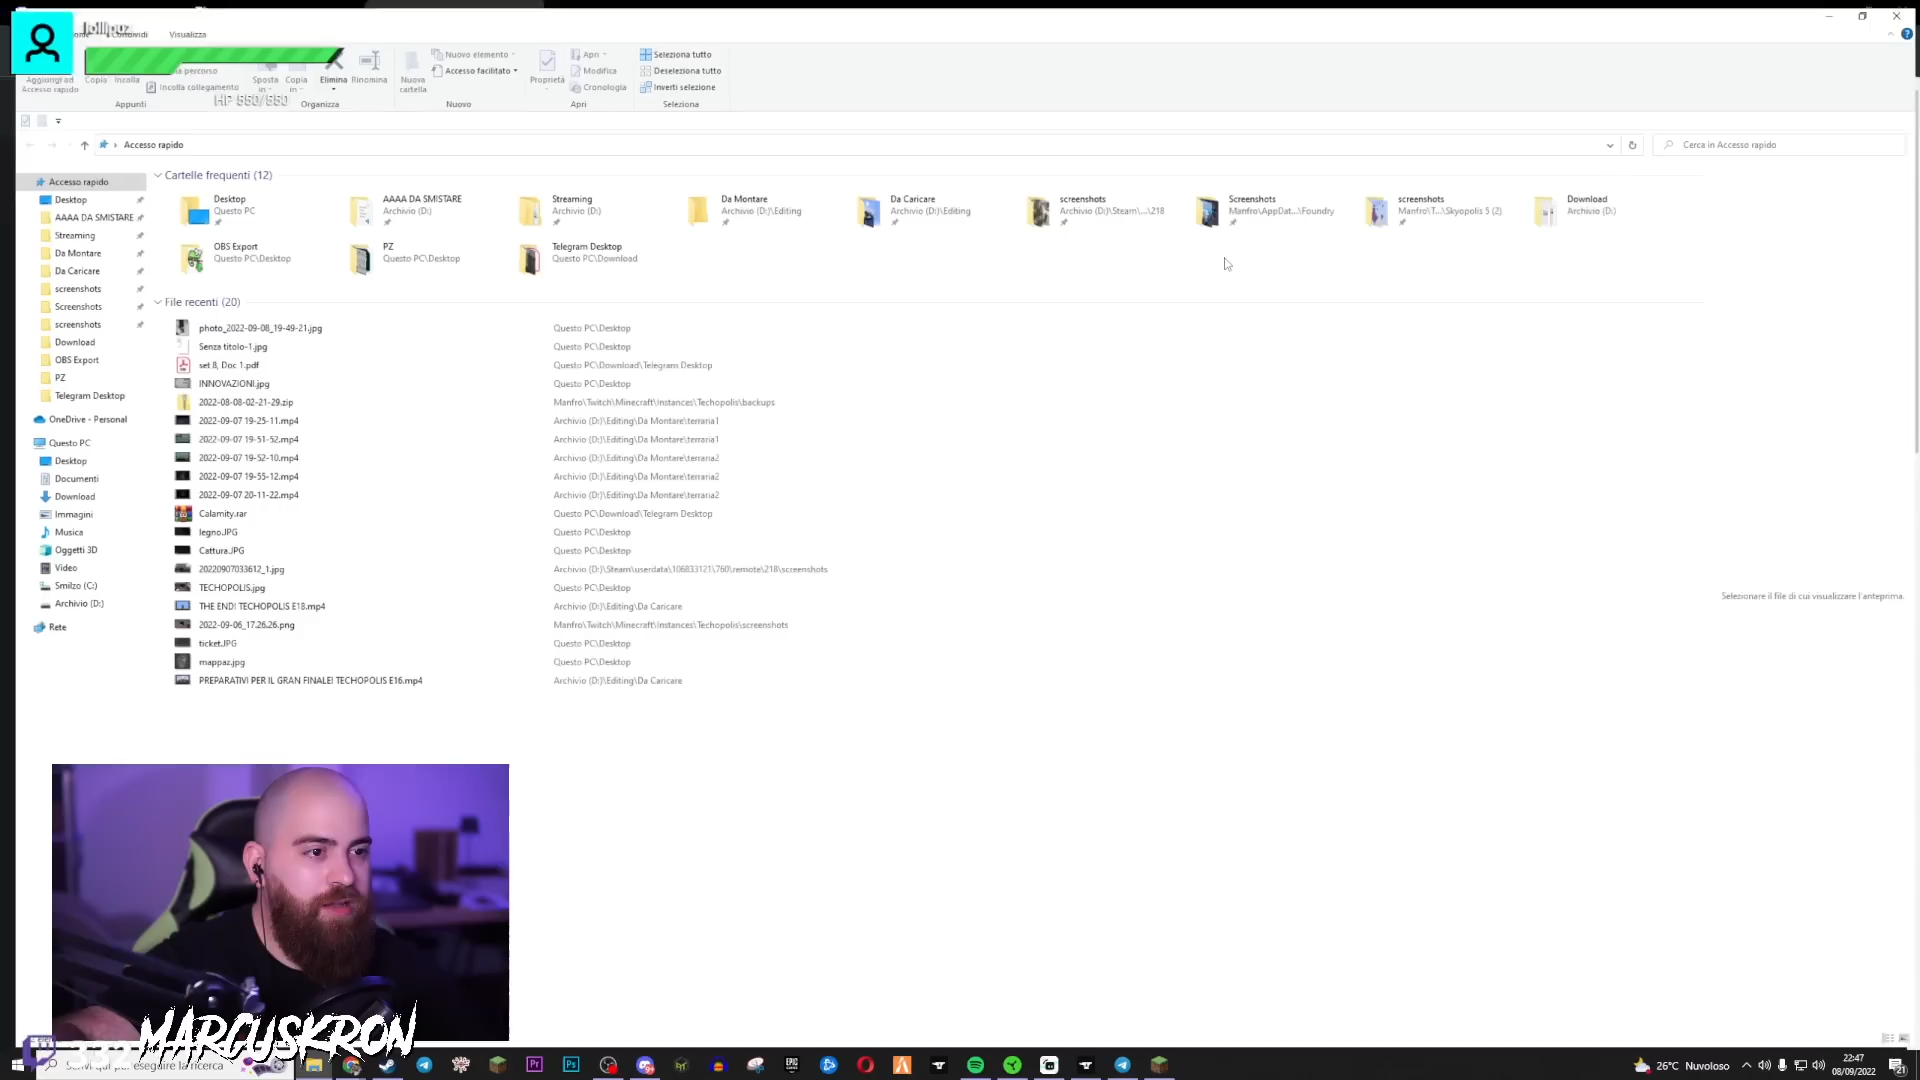 lollipuz
Condividi
Visualizza
HP 550/550
Aggiungi ad
Accesso rapido
Copia
Incolla
Incolla collegamento
Appunti
Sposta
in
Copia
in
Elimina
Rinomina
Organizza
Nuova
cartella
Nuovo elemento
Accesso facilitato
Nuovo
Proprietà
Apri
Modifica
Cronologia
Apri
Seleziona tutto
Deseleziona tutto
Inverti selezione
Seleziona
Accesso rapido
Cerca in Accesso rapido
Accesso rapido
Desktop
AAAA DA SMISTARE
Streaming
Da Montare
Da Caricare
screenshots
Screenshots
screenshots
Download
OBS Export
PZ
Telegram Desktop
OneDrive - Personal
Questo PC
Desktop
Documenti
Download
Immagini
Musica
Oggetti 3D
Video
Smilzo (C:)
Archivio (D:)
Rete
Cartelle frequenti (12)
Desktop
Questo PC
AAAA DA SMISTARE
Archivio (D:)
Streaming
Archivio (D:)
Da Montare
Archivio (D:)\Editing
Da Caricare
Archivio (D:)\Editing
screenshots
Archivio (D:)\Steam\...\218
Screenshots
Manfro\AppDat...\Foundry
screenshots
Manfro\T...\Skyopolis 5 (2)
Download
Archivio (D:)
OBS Export
Questo PC\Desktop
PZ
Questo PC\Desktop
Telegram Desktop
Questo PC\Download
File recenti (20)
photo_2022-09-08_19-49-21.jpg Questo PC\Desktop
Senza titolo-1.jpg Questo PC\Desktop
set 8, Doc 1.pdf Questo PC\Download\Telegram Desktop
INNOVAZIONI.jpg Questo PC\Desktop
2022-08-08-02-21-29.zip Manfro\Twitch\Minecraft\Instances\Techopolis\backups
2022-09-07 19-25-11.mp4 Archivio (D:)\Editing\Da Montare\terraria1
2022-09-07 19-51-52.mp4 Archivio (D:)\Editing\Da Montare\terraria1
2022-09-07 19-52-10.mp4 Archivio (D:)\Editing\Da Montare\terraria2
2022-09-07 19-55-12.mp4 Archivio (D:)\Editing\Da Montare\terraria2
2022-09-07 20-11-22.mp4 Archivio (D:)\Editing\Da Montare\terraria2
Calamity.rar Questo PC\Download\Telegram Desktop
legno.JPG Questo PC\Desktop
Cattura.JPG Questo PC\Desktop
20220907033612_1.jpg Archivio (D:)\Steam\userdata\106833121\760\remote\218\screenshots
TECHOPOLIS.jpg Questo PC\Desktop
THE END! TECHOPOLIS E18.mp4 Archivio (D:)\Editing\Da Caricare
2022-09-06_17.26.26.png Manfro\Twitch\Minecraft\Instances\Techopolis\screenshots
ticket.JPG Questo PC\Desktop
mappaz.jpg Questo PC\Desktop
PREPARATIVI PER IL GRAN FINALE! TECHOPOLIS E16.mp4 Archivio (D:)\Editing\Da Caricare
Selezionare il file di cui visualizzare l'anteprima.
MARCUSKRON
332
Scrivi qui per eseguire la ricerca
26°C Nuvoloso
22:47
08/09/2022
21